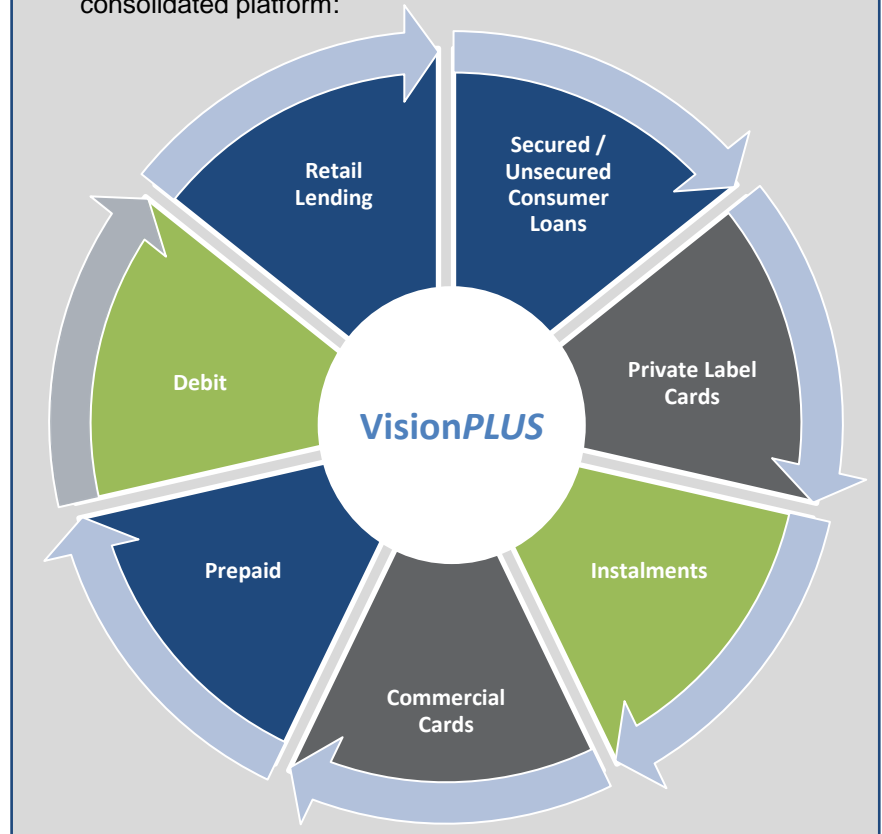 consolidated platform:
Retail
Lending
Secured /
Unsecured
Consumer
Loans
Private Label
Cards
Debit
VisionPLUS
Prepaid
Instalments
Commercial
Cards